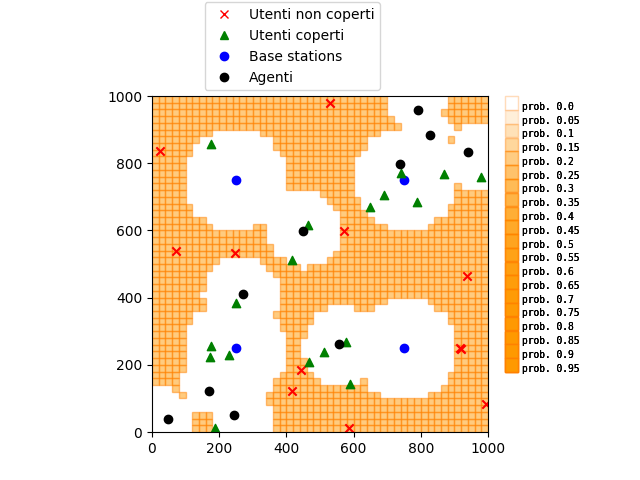 Utenti non coperti
Utenti coperti
Base stations
Agenti
1000
800
600
400
200
0
0 200 400 600 800 1000
prob. 0.0
prob. 0.05
prob. 0.1
prob. 0.15
prob. 0.2
prob. 0.25
prob. 0.3
prob. 0.35
prob. 0.4
prob. 0.45
prob. 0.5
prob. 0.55
prob. 0.6
prob. 0.65
prob. 0.7
prob. 0.75
prob. 0.8
prob. 0.85
prob. 0.9
prob. 0.95